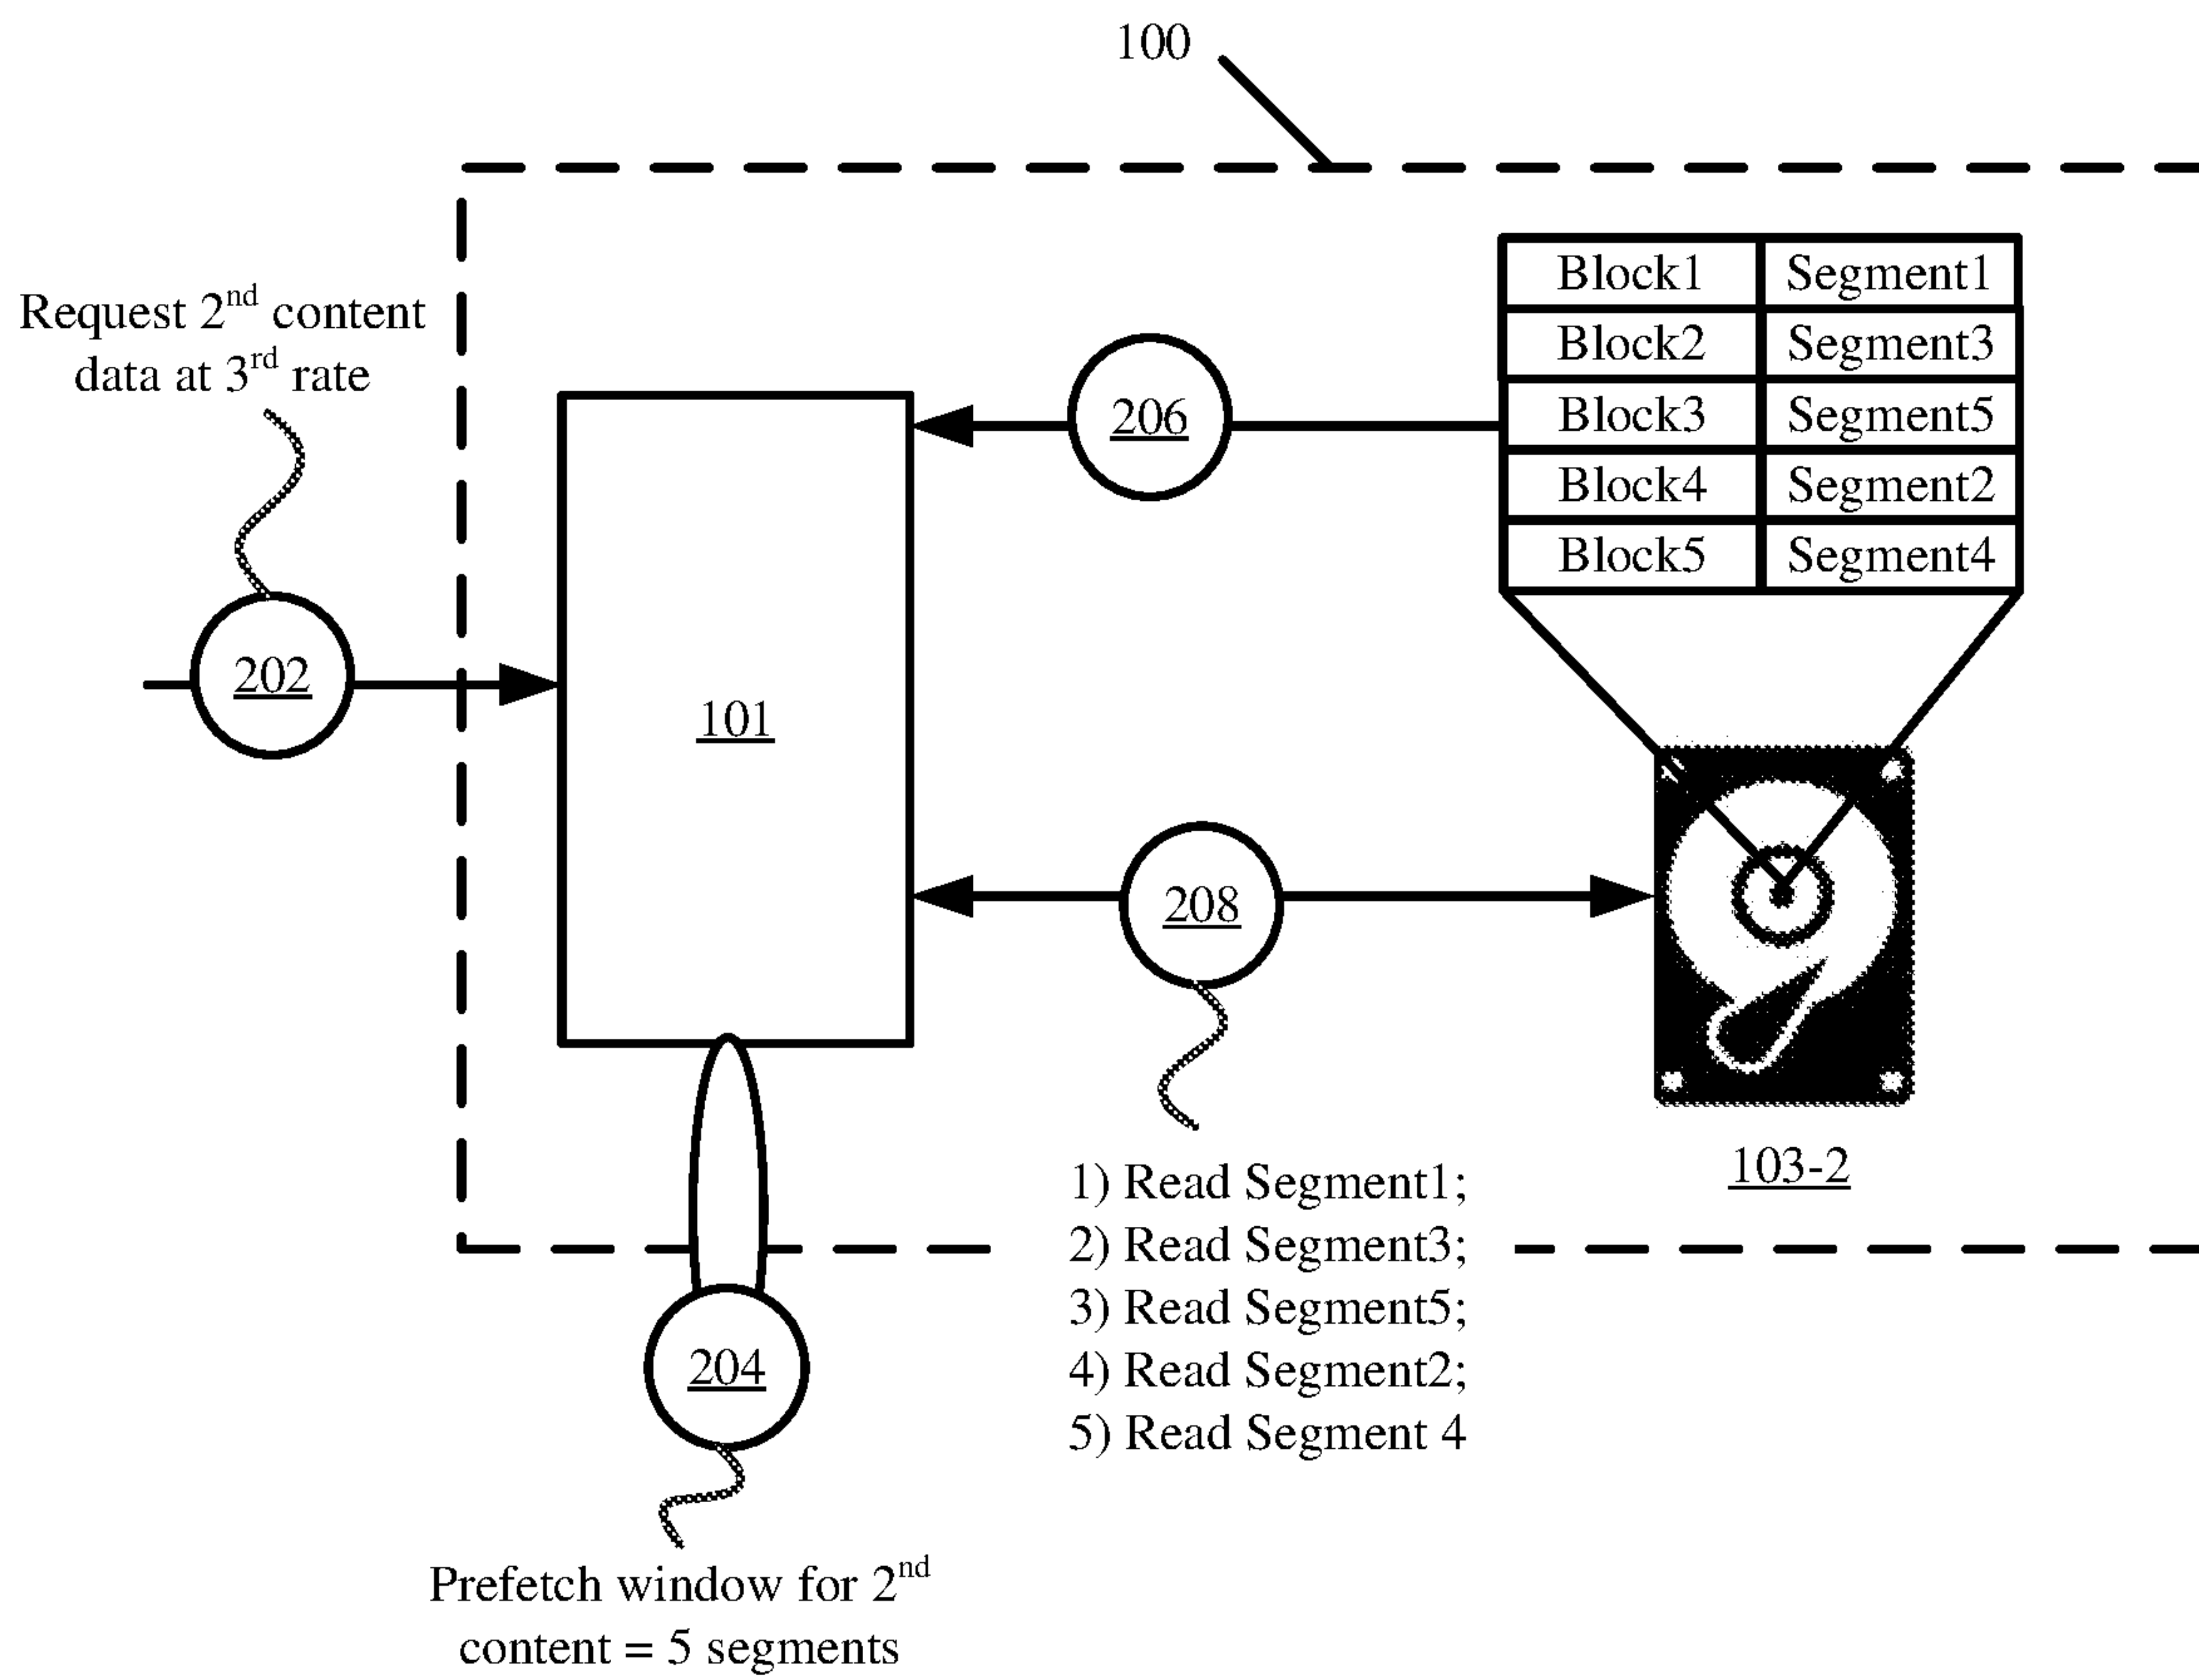 100
Block1 Segment1
Block2 Segment3
Block3 Segment5
Block4 Segment2
Block5 Segment4
Request 2nd content
data at 3rd rate
206
202
101
208
103-2
1) Read Segment1;
2) Read Segment3;
3) Read Segment5;
4) Read Segment2;
5) Read Segment 4
204
Prefetch window for 2nd
content = 5 segments